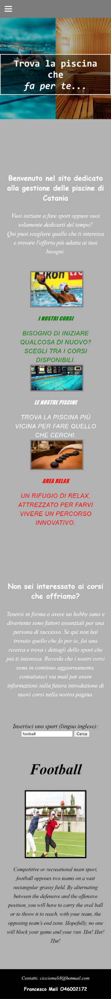 Trova la piscina
che
fa per te...
Benvenuto nel sito dedicato
alla gestione delle piscine di
Catania
Vuoi iniziare a fare sport oppure vuoi
solamente dedicarti del tempo?
Qui puoi scegliere quello che ti interessa
e trovare l'offerta più adatta ai tuoi
bisogni.
I NOSTRI CORSI
BISOGNO DI INIZIARE
QUALCOSA DI NUOVO?
SCEGLI TRA I CORSI
DISPONIBILI.
LE NOSTRE PISCINE
TROVA LA PISCINA PIÙ
VICINA PER FARE QUELLO
CHE CERCHI.
AREA RELAX
UN RIFUGIO DI RELAX,
ATTREZZATO PER FARVI
VIVERE UN PERCORSO
INNOVATIVO.
Non sei interessato ai corsi
che offriamo?
Tenersi in forma o avere un hobby sano e
divertente sono fattori essenziali per una
persona di successo. Se qui non hai
trovato quello che fa per te, fai una
ricerca e trova i dettagli dello sport che
più ti interessa. Ricorda che i nostri corsi
sono in continuo aggiornamento,
contattateci via mail per avere
informazioni sulla futura introduzione di
nuovi corsi nella nostra pagina.
Inserisci uno sport (lingua inglese):
football Cerca
Football
Competitive or recreational team sport,
football opposes two teams on a vast
rectangular grassy field. By alternating
between the defensive and the offensive
position, you will have to carry the oval ball
or to throw it to reach, with your team, the
opposing team’s end zone. Hopefully, no one
will block your game and your run. Hut! Hut!
Hut!
Contatti: cicciomeli8@hotmail.com
Francesco Meli O46002172